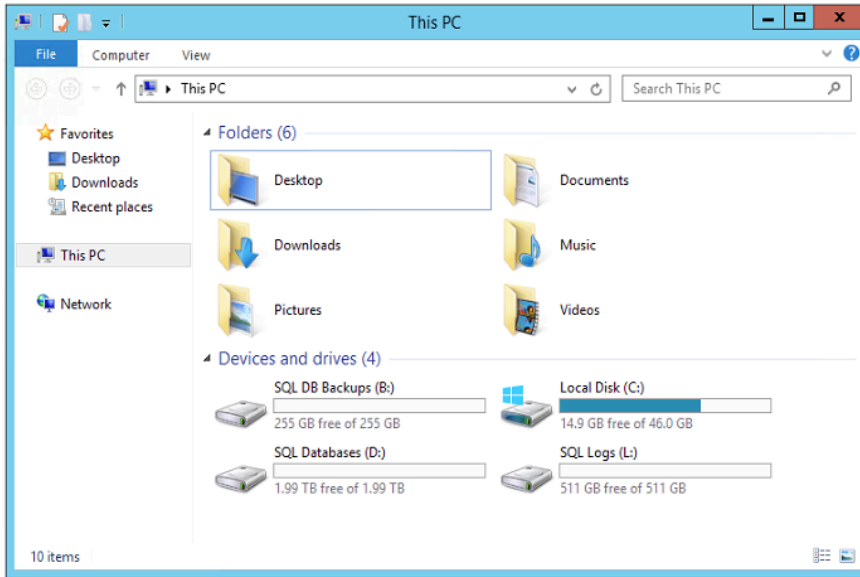 This PC
File Computer View
This PC Search This PC
Favorites
Desktop
Downloads
Recent places
This PC
Network
Folders (6)
Desktop Documents
Downloads Music
Pictures Videos
Devices and drives (4)
SQL DB Backups (B:)
255 GB free of 255 GB
Local Disk (C:)
14.9 GB free of 46.0 GB
SQL Databases (D:)
1.99 TB free of 1.99 TB
SQL Logs (L:)
511 GB free of 511 GB
10 items